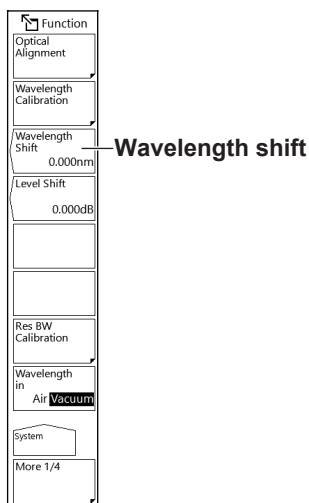 Function
Optical
Alignment
Wavelength
Calibration
Wavelength
Shift
0.000nm
Wavelength shift
Level Shift
0.000dB
Res BW
Calibration
Wavelength
in
Air Vacuum
System
More 1/4